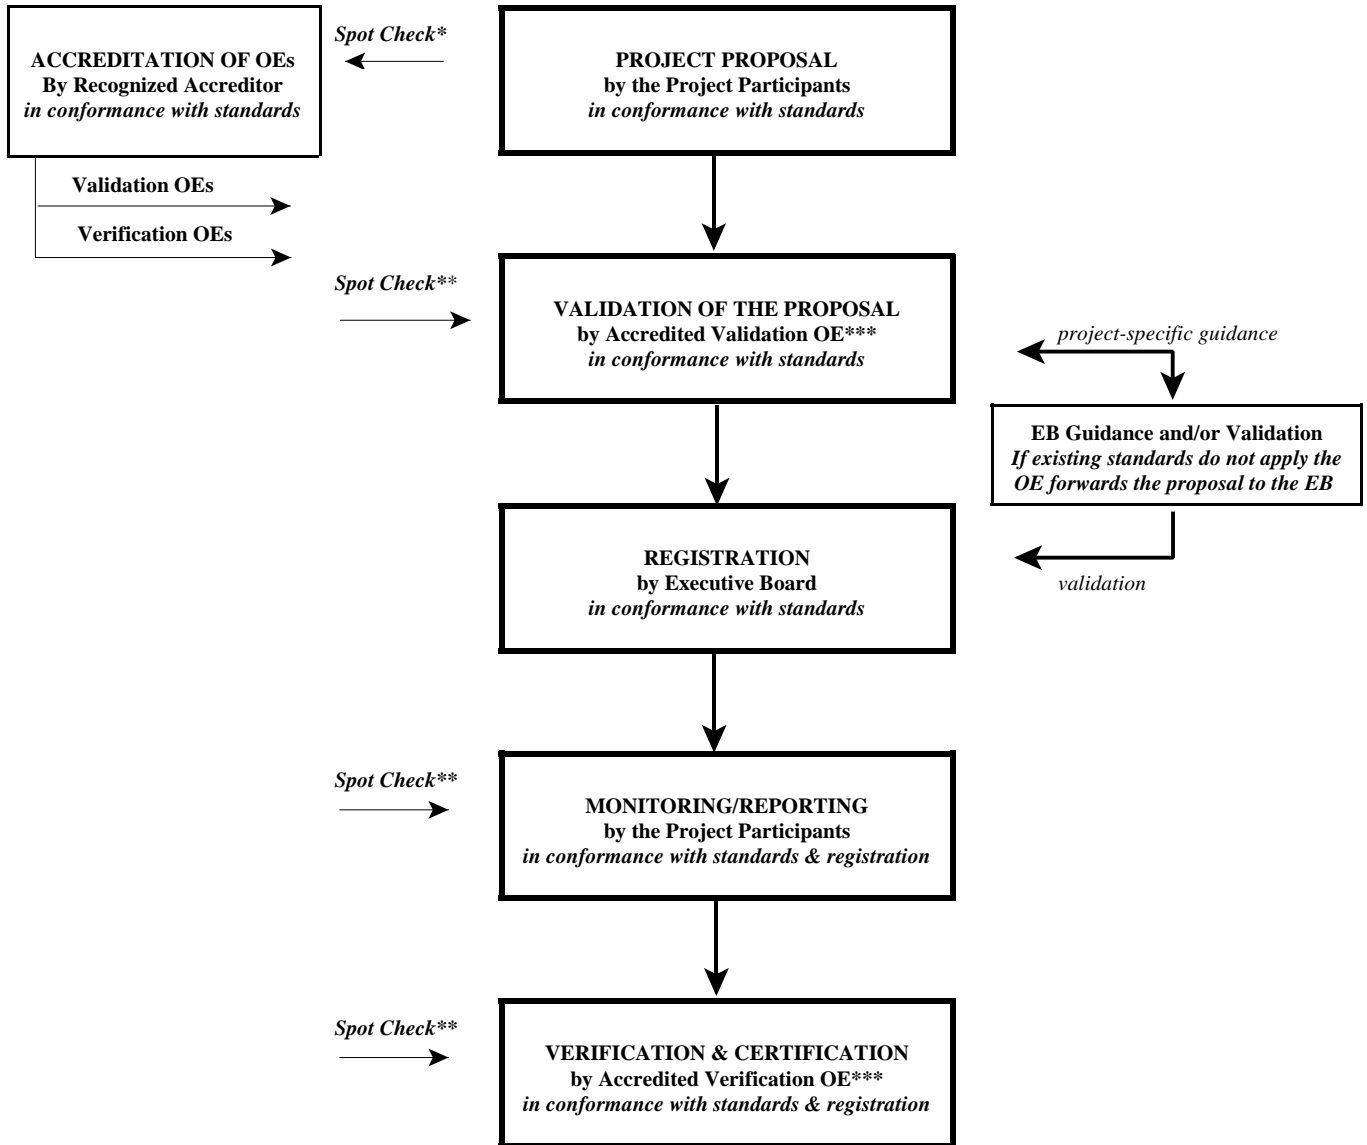 Spot Check*
ACCREDITATION OF OEs
By Recognized Accreditor
in conformance with standards
PROJECT PROPOSAL
by the Project Participants
in conformance with standards
Validation OEs
Verification OEs
Spot Check**
VALIDATION OF THE PROPOSAL
by Accredited Validation OE***
in conformance with standards
project-specific guidance
EB Guidance and/or Validation
If existing standards do not apply the
OE forwards the proposal to the EB
validation
REGISTRATION
by Executive Board
in conformance with standards
Spot Check**
MONITORING/REPORTING
by the Project Participants
in conformance with standards & registration
Spot Check**
VERIFICATION & CERTIFICATION
by Accredited Verification OE***
in conformance with standards & registration